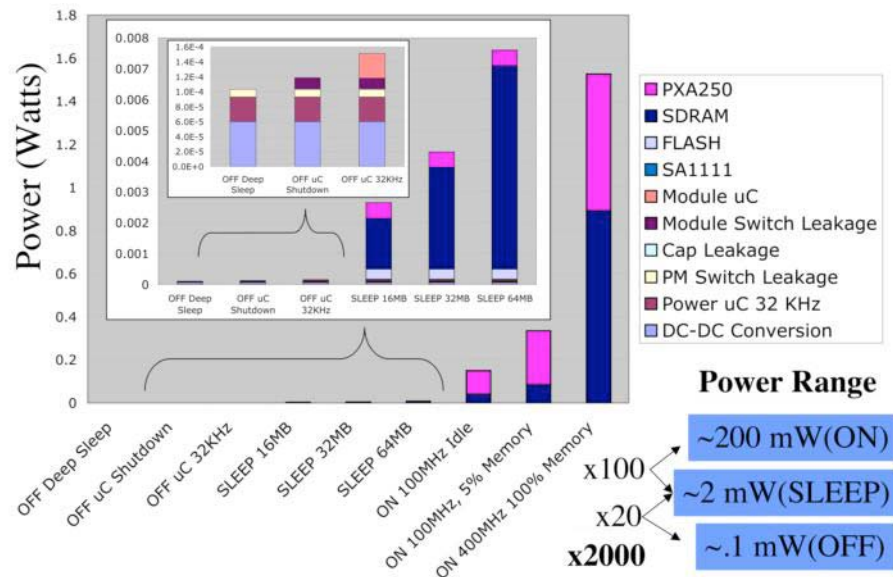 Power (Watts)
1.8
1.6
1.4
1.2
1
0.8
0.6
0.4
0.2
0
0.008
0.007
0.006
0.005
0.004
0.003
0.002
0.001
0
1.6E-4
1.4E-4
1.2E-4
1.0E-4
8.0E-5
6.0E-5
4.0E-5
2.0E-5
0.0E+0
OFF Deep
Sleep
OFF uC
Shutdown
OFF uC 32KHz
OFF Deep
Sleep
OFF uC
Shutdown
OFF uC
32KHz
SLEEP 16MB
SLEEP 32MB
SLEEP 64MB
OFF Deep Sleep
OFF uC Shutdown
OFF uC 32KHz
SLEEP 16MB
SLEEP 32MB
SLEEP 64MB
ON 100MHz Idle
ON 100MHz, 5% Memory
ON 400MHz 100% Memory
PXA250
SDRAM
FLASH
SA1111
Module uC
Module Switch Leakage
Cap Leakage
PM Switch Leakage
Power uC 32 KHz
DC-DC Conversion
Power Range
~200 mW(ON)
x100
~2 mW(SLEEP)
x20
~.1 mW(OFF)
x2000